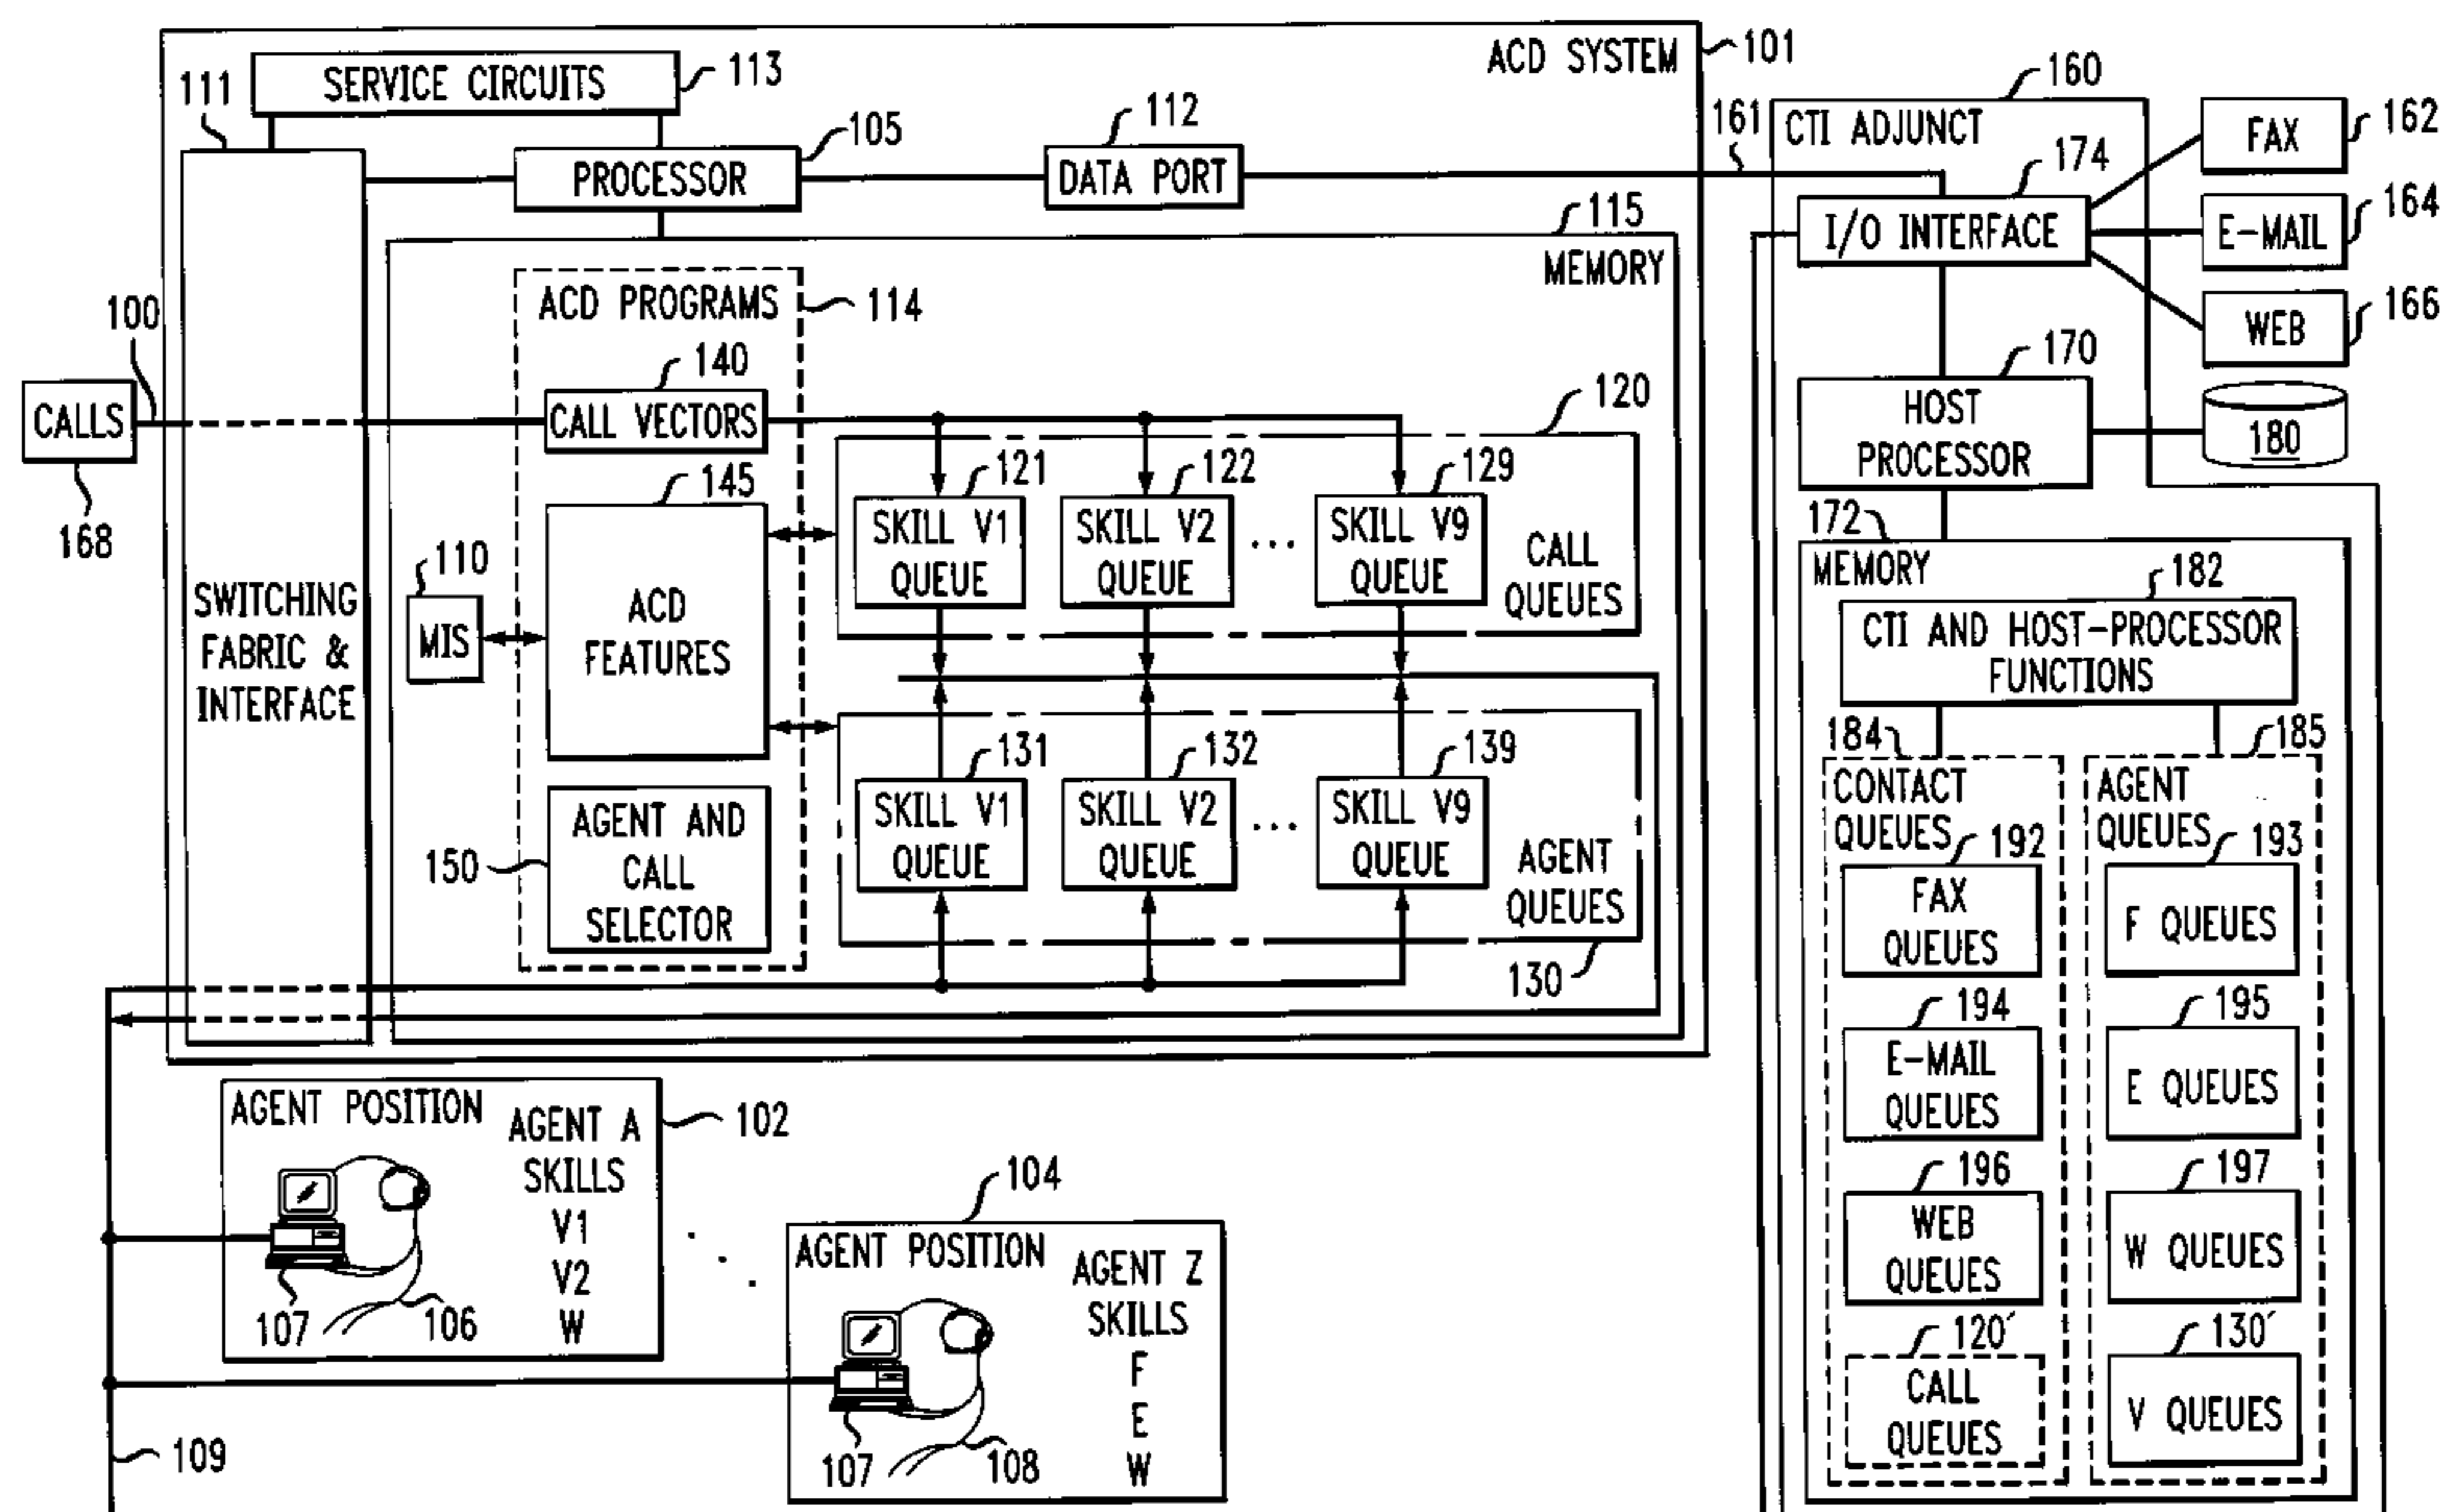 ACD SYSTEM
101
111
SERVICE CIRCUITS
113
105
PROCESSOR
112
DATA PORT
161
160
CTI ADJUNCT
174
I/O INTERFACE
FAX
162
E-MAIL
164
WEB
166
115
MEMORY
ACD PROGRAMS
114
100
CALLS
168
140
CALL VECTORS
120
170
HOST
PROCESSOR
180
SWITCHING
FABRIC &
INTERFACE
110
MIS
145
ACD
FEATURES
121
SKILL V1
QUEUE
122
SKILL V2
QUEUE
...
129
SKILL V9
QUEUE
CALL
QUEUES
150
AGENT AND
CALL
SELECTOR
131
SKILL V1
QUEUE
132
SKILL V2
QUEUE
...
139
SKILL V9
QUEUE
AGENT
QUEUES
130
172
MEMORY
182
CTI AND HOST-PROCESSOR
FUNCTIONS
184
CONTACT
QUEUES
192
FAX
QUEUES
194
E-MAIL
QUEUES
196
WEB
QUEUES
120′
CALL
QUEUES
185
AGENT
QUEUES
193
F QUEUES
195
E QUEUES
197
W QUEUES
130′
V QUEUES
AGENT POSITION
102
AGENT A
SKILLS
V1
V2
W
107
106
104
AGENT POSITION
AGENT Z
SKILLS
F
E
W
107
108
109